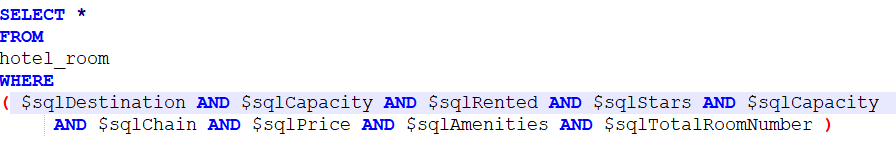 SELECT *
FROM
hotel_room
WHERE
( $sqlDestination AND $sqlCapacity AND $sqlRented AND $sqlStars AND $sqlCapacity
AND $sqlChain AND $sqlPrice AND $sqlAmenities AND $sqlTotalRoomNumber )